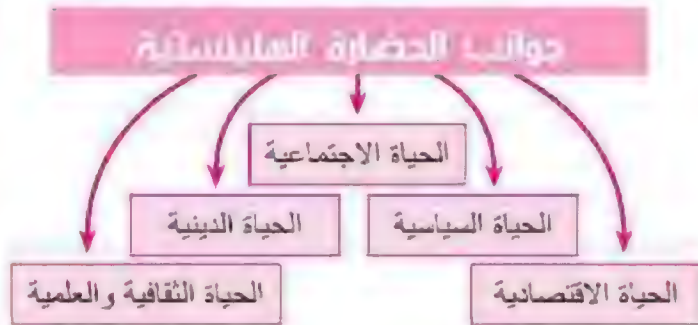 جوانب الحضارة الهلينستية
الحياة الاجتماعية
الحياة السياسية
الحياة الدينية
الحياة الاقتصادية
الحياة الثقافية والعلمية